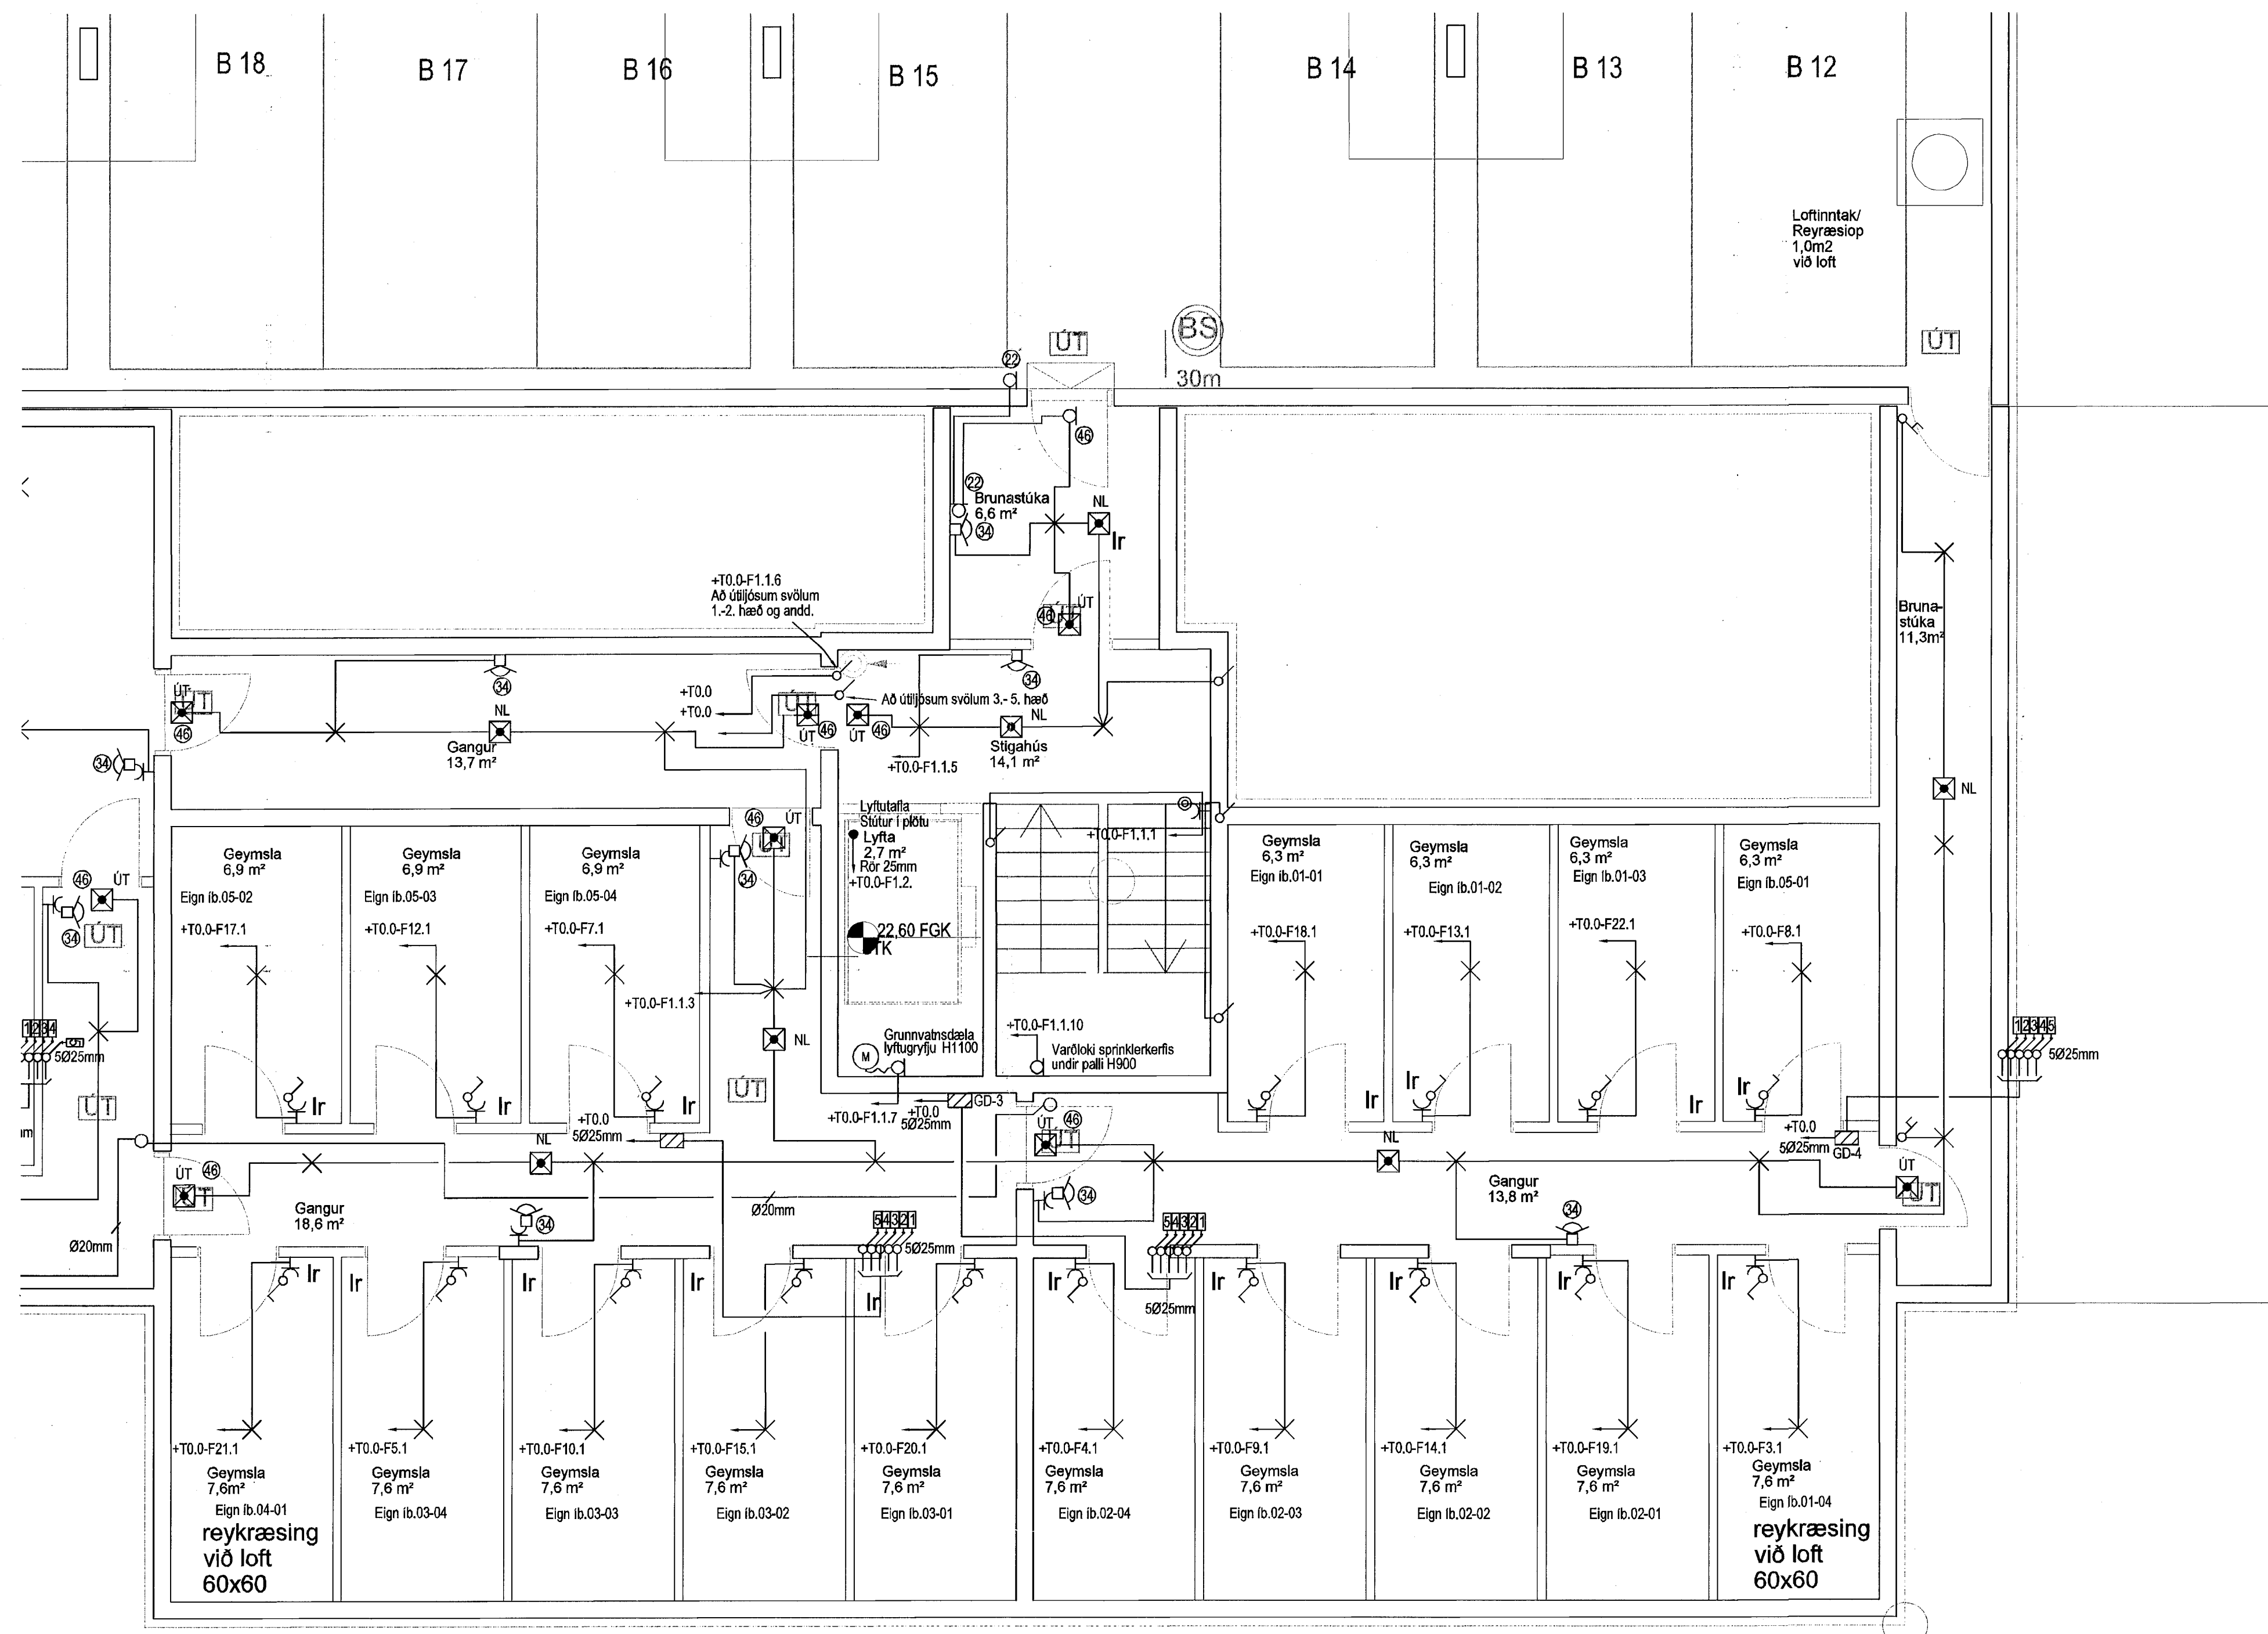 B 18
B 17
B 16
B 15
B 14
B 13
B 12
Loftinntak/
Reyræsiop
1,0m2
við loft
BS
30m
ÚT
ÚT
22
46
22
Brunastúka
6,6 m²
34
NL
Ir
+T0.0-F1.1.6
Að útiljósum svölum
1.-2. hæð og andd.
46
ÚT
Bruna-
stúka
11,3m²
34
34
ÚT
46
NL
+T0.0
+T0.0
Að útiljósum svölum 3.- 5. hæð
ÚT
46
ÚT
46
NL
Gangur
13,7 m²
+T0.0-F1.1.5
Stigahús
14,1 m²
34
NL
Lyftutafla
Stútur í plötu
Lyfta
2,7 m²
Rör 25mm
+T0.0-F1.2.
+T0.0-F1.1.1
46
ÚT
34
Geymsla
6,9 m²
Eign íb.05-02
+T0.0-F17.1
Geymsla
6,9 m²
Eign íb.05-03
+T0.0-F12.1
Geymsla
6,9 m²
Eign íb.05-04
+T0.0-F7.1
Geymsla
6,3 m²
Eign íb.01-01
+T0.0-F18.1
Geymsla
6,3 m²
Eign íb.01-02
+T0.0-F13.1
Geymsla
6,3 m²
Eign íb.01-03
+T0.0-F22.1
Geymsla
6,3 m²
Eign íb.05-01
+T0.0-F8.1
46
ÚT
34
ÚT
22,60 FGK
TK
+T0.0-F1.1.3
NL
1234
5
5Ø25mm
Grunnvatnsdæla
lyftugryfju H1100
M
+T0.0-F1.1.10
Varðloki sprinklerkerfis
undir palli H900
12345
5Ø25mm
ÚT
ÚT
Ir
Ir
Ir
Ir
Ir
Ir
Ir
+T0.0
5Ø25mm
+T0.0-F1.1.7
+T0.0
5Ø25mm
GD-3
46
ÚT
+T0.0
5Ø25mm
GD-4
NL
NL
ÚT
46
ÚT
Gangur
18,6 m²
34
Ø20mm
34
Gangur
13,8 m²
34
Ø20mm
54321
5Ø25mm
54321
5Ø25mm
Ir
Ir
Ir
Ir
Ir
Ir
Ir
Ir
Ir
Ir
+T0.0-F21.1
Geymsla
7,6m²
Eign íb.04-01
reykræsing
við loft
60x60
+T0.0-F5.1
Geymsla
7,6 m²
Eign íb.03-04
+T0.0-F10.1
Geymsla
7,6 m²
Eign íb.03-03
+T0.0-F15.1
Geymsla
7,6 m²
Eign íb.03-02
+T0.0-F20.1
Geymsla
7,6 m²
Eign íb.03-01
+T0.0-F4.1
Geymsla
7,6 m²
Eign íb.02-04
+T0.0-F9.1
Geymsla
7,6 m²
Eign íb.02-03
+T0.0-F14.1
Geymsla
7,6 m²
Eign íb.02-02
+T0.0-F19.1
Geymsla
7,6 m²
Eign íb.02-01
+T0.0-F3.1
Geymsla
7,6 m²
Eign íb.01-04
reykræsing
við loft
60x60